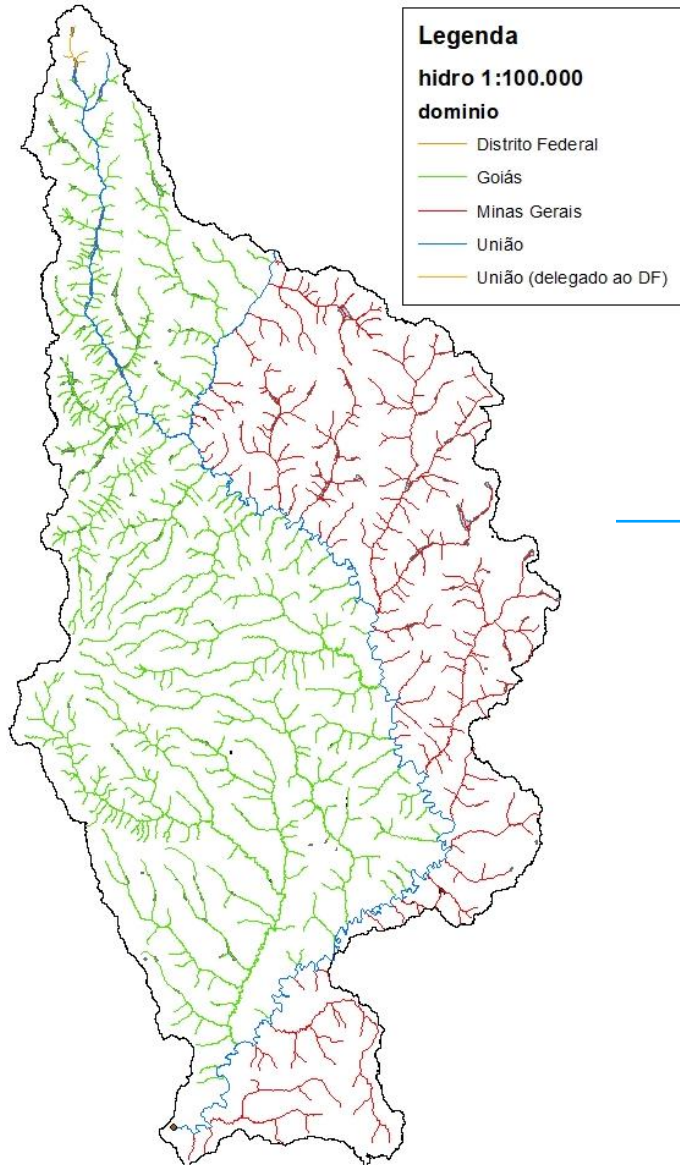 Legenda
hidro 1:100.000
dominio
Distrito Federal
Goiás
Minas Gerais
União
União (delegado ao DF)